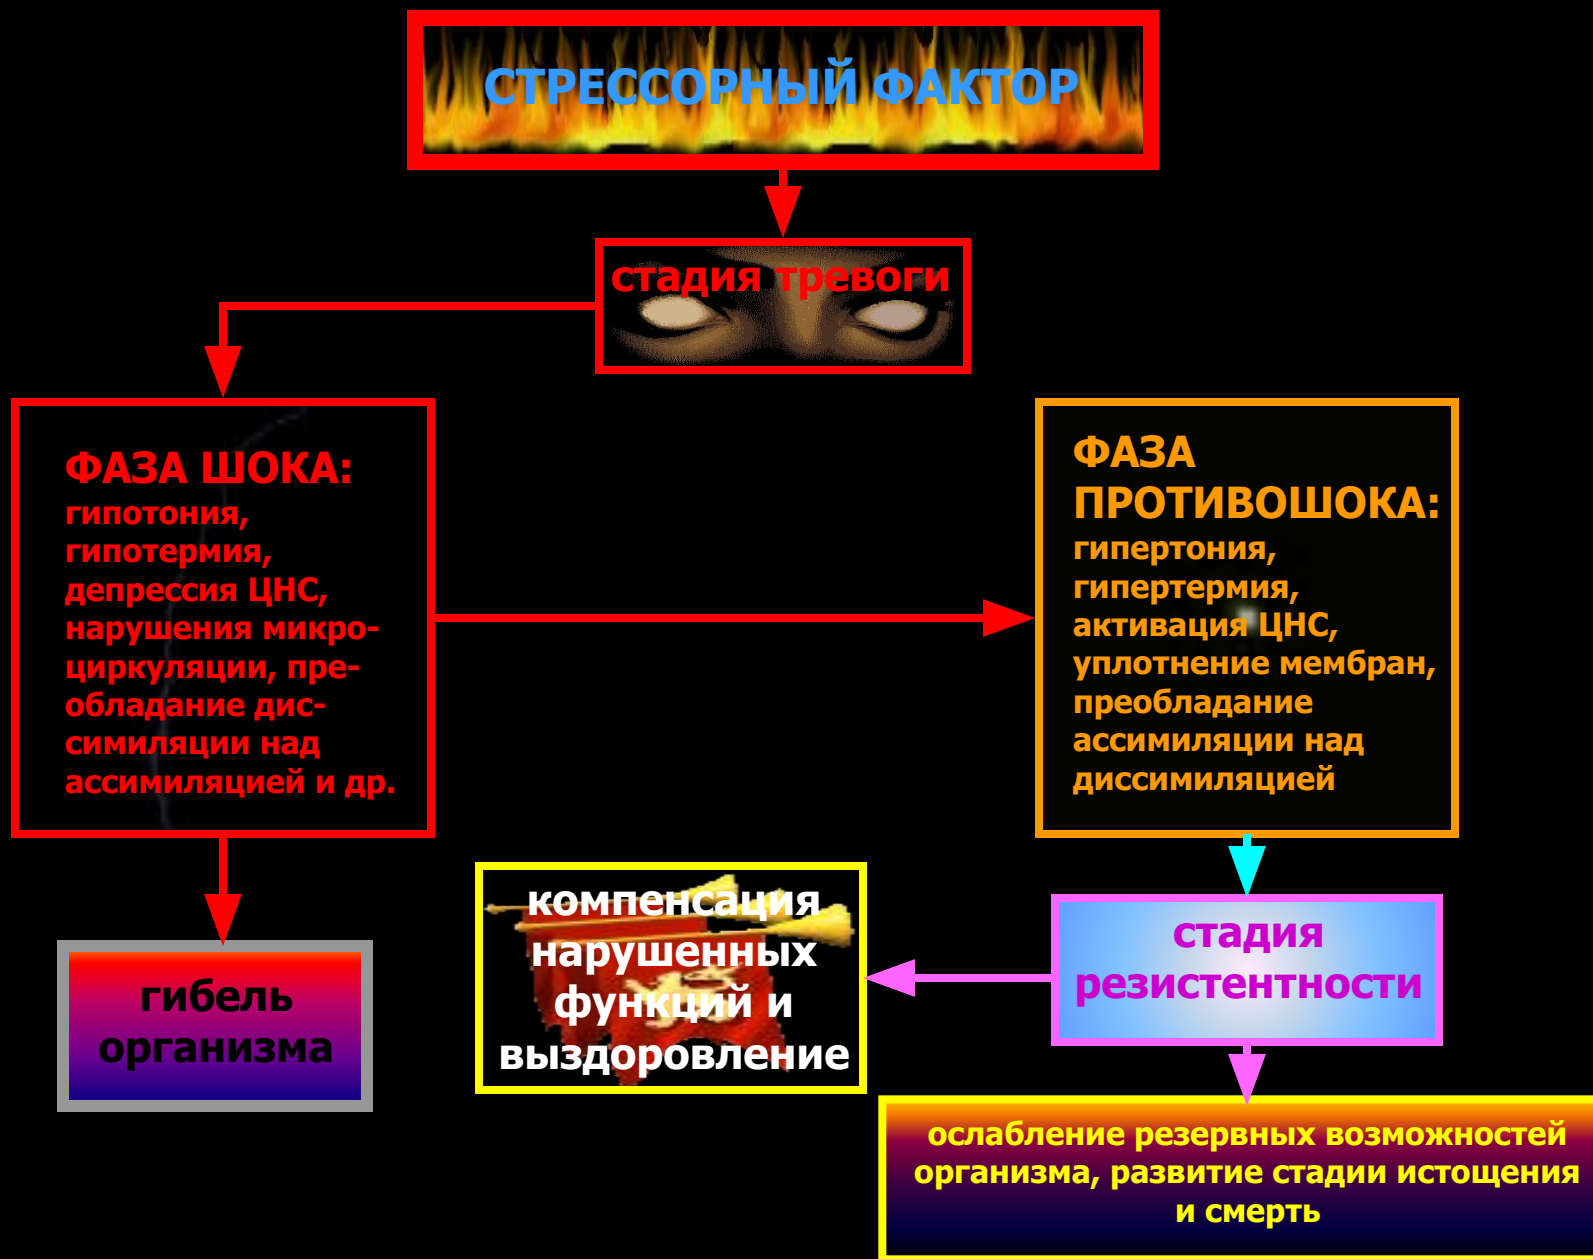 СТРЕССОРНЫЙ ФАКТОР
стадия тревоги
ФАЗА ШОКА:
гипотония,
гипотермия,
депрессия ЦНС,
нарушения микро-
циркуляции, пре-
обладание дис-
симиляции над
ассимиляцией и др.
ФАЗА
ПРОТИВОШОКА:
гипертония,
гипертермия,
активация ЦНС,
уплотнение мембран,
преобладание
ассимиляции над
диссимиляцией
компенсация
нарушенных
функций и
выздоровление
стадия
резистентности
гибель
организма
ослабление резервных возможностей
организма, развитие стадии истощения
и смерть